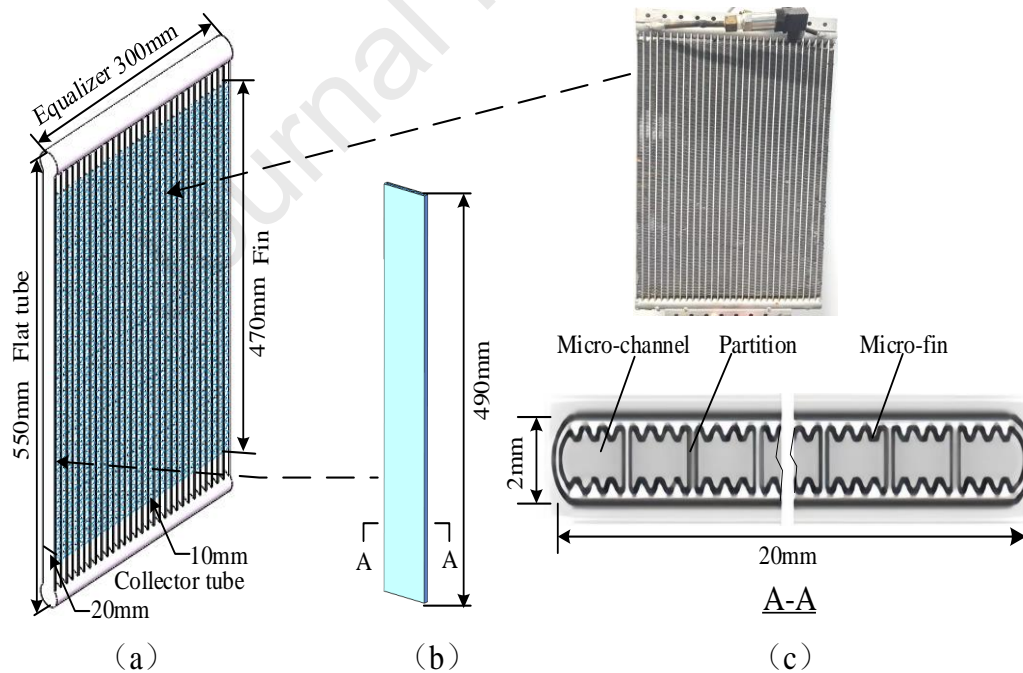 Equalizer 300mm
550mm Flat tube
470mm Fin
10mm
Collector tube
20mm
490mm
A
A
Micro-channel
Partition
Micro-fin
2mm
20mm
A-A
（a）
（b）
（c）